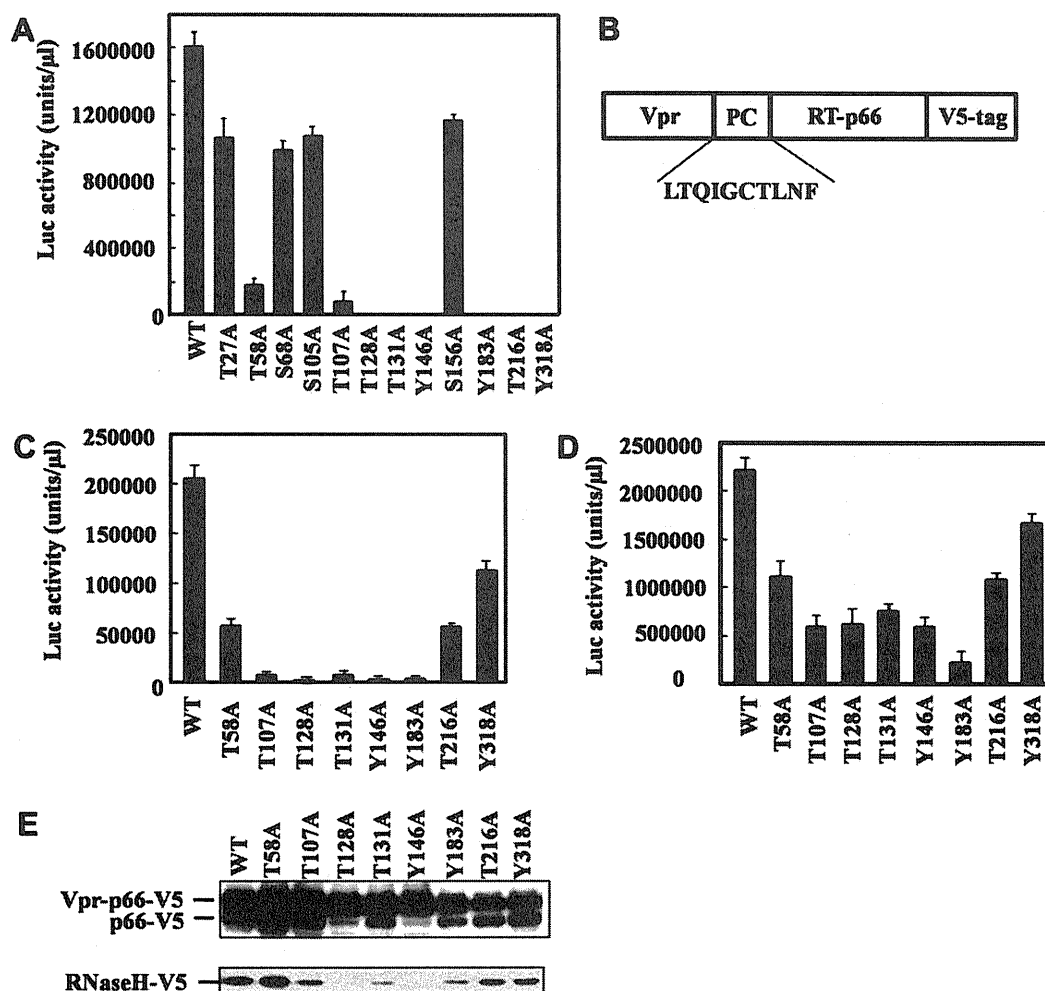 A
Luc activity (units/µl)
1600000
1200000
800000
400000
0
WT
T27A
T58A
S68A
S105A
T107A
T128A
T131A
Y146A
S156A
Y183A
T216A
Y318A
B
Vpr PC RT-p66 V5-tag
LTQIGCTLNF
C
Luc activity (units/µl)
250000
200000
150000
100000
50000
0
WT
T58A
T107A
T128A
T131A
Y146A
Y183A
T216A
Y318A
D
Luc activity (units/µl)
2500000
2000000
1500000
1000000
500000
0
WT
T58A
T107A
T128A
T131A
Y146A
Y183A
T216A
Y318A
E
WT
T58A
T107A
T128A
T131A
Y146A
Y183A
T216A
Y318A
Vpr-p66-V5
p66-V5
RNaseH-V5